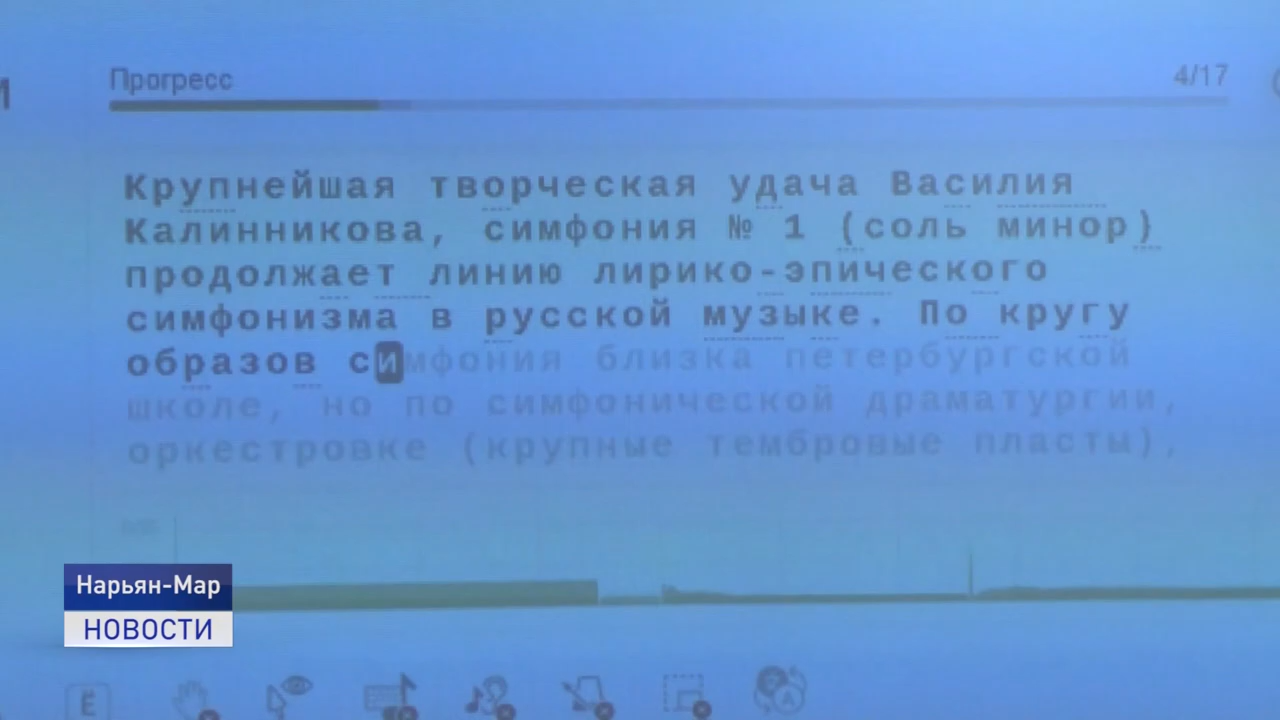 Прогресс
4/17
Крупнейшая творческая удача Василия
Калинникова, симфония № 1 (соль минор)
продолжает линию лирико-эпического
симфонизма в русской музыке. По кругу
образов симфония близка петербургской
школе, но по симфонической драматургии,
оркестровке (крупные тембровые пласты),
Нарьян-Мар
НОВОСТИ
Ё